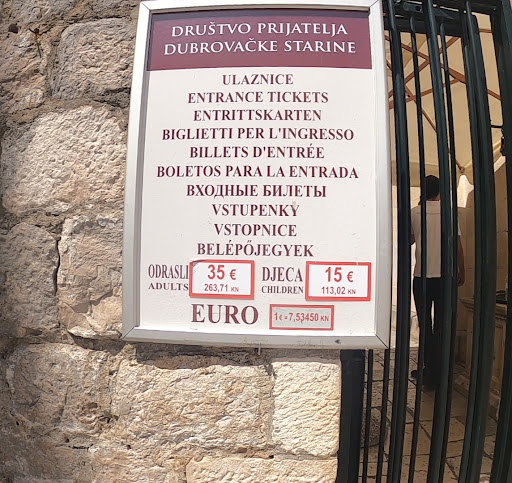 DRUŠTVO PRIJATELJA
DUBROVAČKE STARINE
ULAZNICE
ENTRANCE TICKETS
ENTRITTSKARTEN
BIGLIETTI PER L'INGRESSO
BILLETS D'ENTRÉE
BOLETOS PARA LA ENTRADA
ВХОДНЫЕ БИЛЕТЫ
VSTUPENKY
VSTOPNICE
BELÉPŐJEGYEK
ODRASLI 35 € DJECA 15 €
ADULTS 263,71 KN CHILDREN 113,02 KN
EURO 1€=7,53450 KN